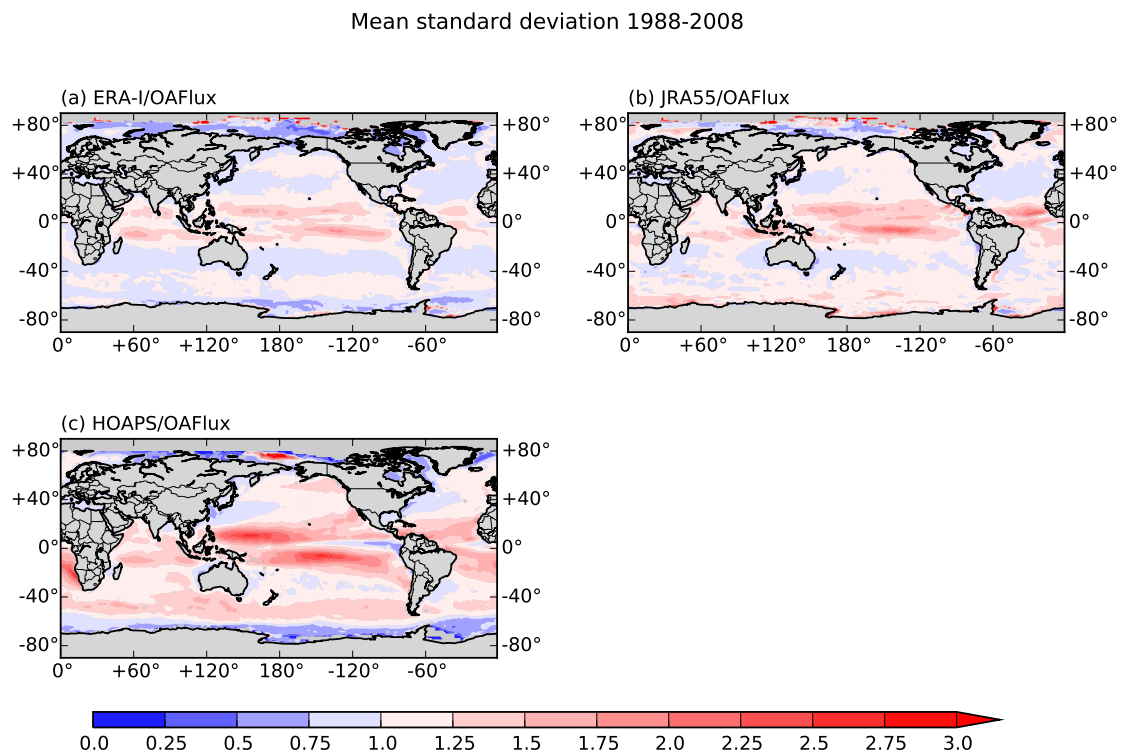 Mean standard deviation 1988-2008
(a) ERA-I/OAFlux
+80° +80°
+40° +40°
0° 0°
-40° -40°
-80° -80°
0° +60° +120° 180° -120° -60°
(b) JRA55/OAFlux
+80° +80°
+40° +40°
0° 0°
-40° -40°
-80° -80°
0° +60° +120° 180° -120° -60°
(c) HOAPS/OAFlux
+80° +80°
+40° +40°
0° 0°
-40° -40°
-80° -80°
0° +60° +120° 180° -120° -60°
0.0 0.25 0.5 0.75 1.0 1.25 1.5 1.75 2.0 2.25 2.5 2.75 3.0